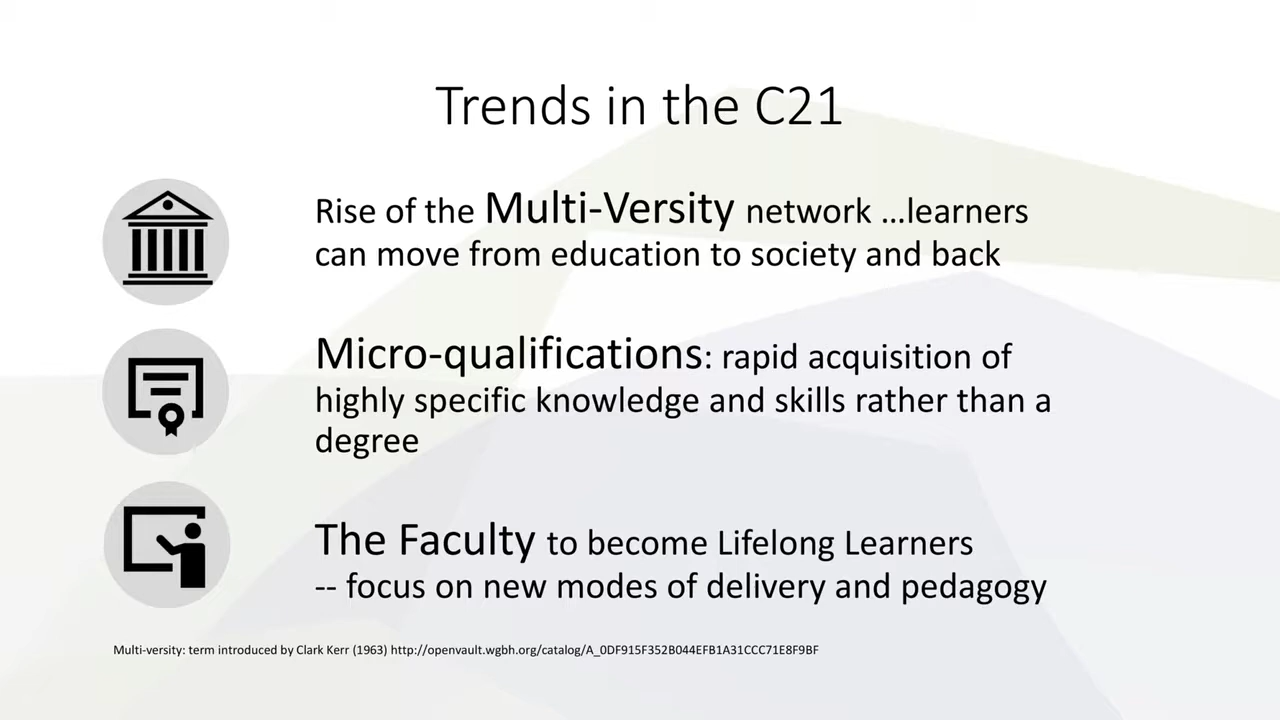 Trends in the C21
Rise of the Multi-Versity network ...learners
can move from education to society and back
Micro-qualifications: rapid acquisition of
highly specific knowledge and skills rather than a
degree
The Faculty to become Lifelong Learners
-- focus on new modes of delivery and pedagogy
Multi-versity: term introduced by Clark Kerr (1963) http://openvault.wgbh.org/catalog/A_0DF915F352B044EFB1A31CCC71E8F9BF